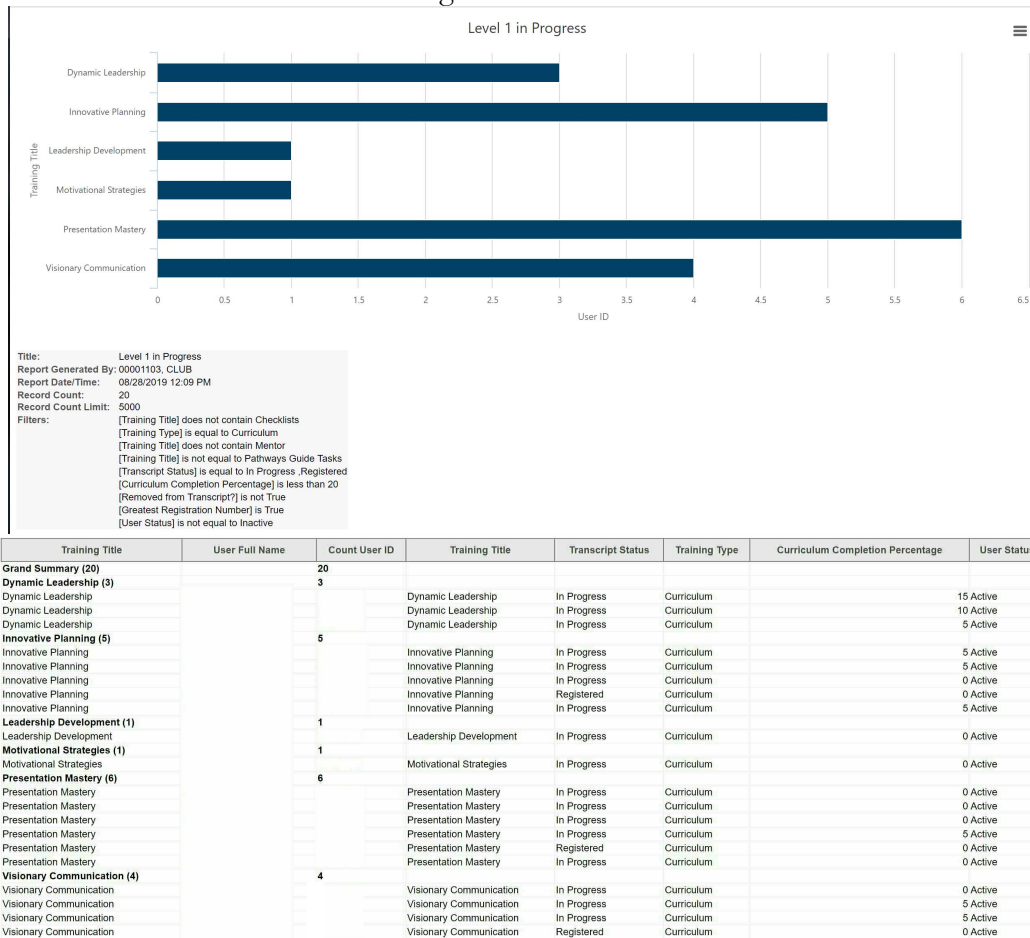 Level 1 in Progress
Training Title
Dynamic Leadership
Innovative Planning
Leadership Development
Motivational Strategies
Presentation Mastery
Visionary Communication
0 0.5 1 1.5 2 2.5 3 3.5 4 4.5 5 5.5 6 6.5
User ID
Title: Level 1 in Progress
Report Generated By: 00001103, CLUB
Report Date/Time: 08/28/2019 12:09 PM
Record Count: 20
Record Count Limit: 5000
Filters: [Training Title] does not contain Checklists
[Training Type] is equal to Curriculum
[Training Title] does not contain Mentor
[Training Title] is not equal to Pathways Guide Tasks
[Transcript Status] is equal to In Progress ,Registered
[Curriculum Completion Percentage] is less than 20
[Removed from Transcript?] is not True
[Greatest Registration Number] is True
[User Status] is not equal to Inactive
Training Title User Full Name Count User ID Training Title Transcript Status Training Type Curriculum Completion Percentage User Statu
Grand Summary (20) 20
Dynamic Leadership (3) 3
Dynamic Leadership Dynamic Leadership In Progress Curriculum 15 Active
Dynamic Leadership Dynamic Leadership In Progress Curriculum 10 Active
Dynamic Leadership Dynamic Leadership In Progress Curriculum 5 Active
Innovative Planning (5) 5
Innovative Planning Innovative Planning In Progress Curriculum 5 Active
Innovative Planning Innovative Planning In Progress Curriculum 5 Active
Innovative Planning Innovative Planning In Progress Curriculum 0 Active
Innovative Planning Innovative Planning Registered Curriculum 0 Active
Innovative Planning Innovative Planning In Progress Curriculum 5 Active
Leadership Development (1) 1
Leadership Development Leadership Development In Progress Curriculum 0 Active
Motivational Strategies (1) 1
Motivational Strategies Motivational Strategies In Progress Curriculum 0 Active
Presentation Mastery (6) 6
Presentation Mastery Presentation Mastery In Progress Curriculum 0 Active
Presentation Mastery Presentation Mastery In Progress Curriculum 0 Active
Presentation Mastery Presentation Mastery In Progress Curriculum 0 Active
Presentation Mastery Presentation Mastery In Progress Curriculum 5 Active
Presentation Mastery Presentation Mastery Registered Curriculum 0 Active
Presentation Mastery Presentation Mastery In Progress Curriculum 0 Active
Visionary Communication (4) 4
Visionary Communication Visionary Communication In Progress Curriculum 0 Active
Visionary Communication Visionary Communication In Progress Curriculum 5 Active
Visionary Communication Visionary Communication In Progress Curriculum 5 Active
Visionary Communication Visionary Communication Registered Curriculum 0 Active